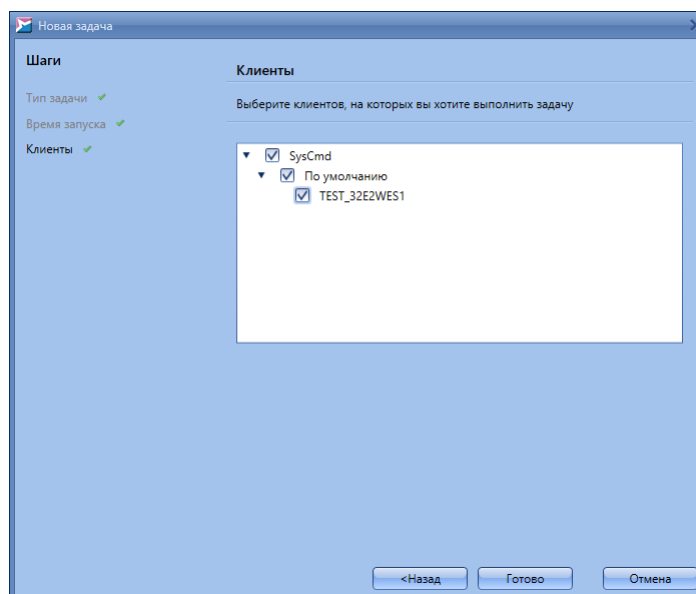 Новая задача
Шаги
Тип задачи
Время запуска
Клиенты
Клиенты
Выберите клиентов, на которых вы хотите выполнить задачу
SysCmd
По умолчанию
TEST_32E2WES1
<Назад
Готово
Отмена